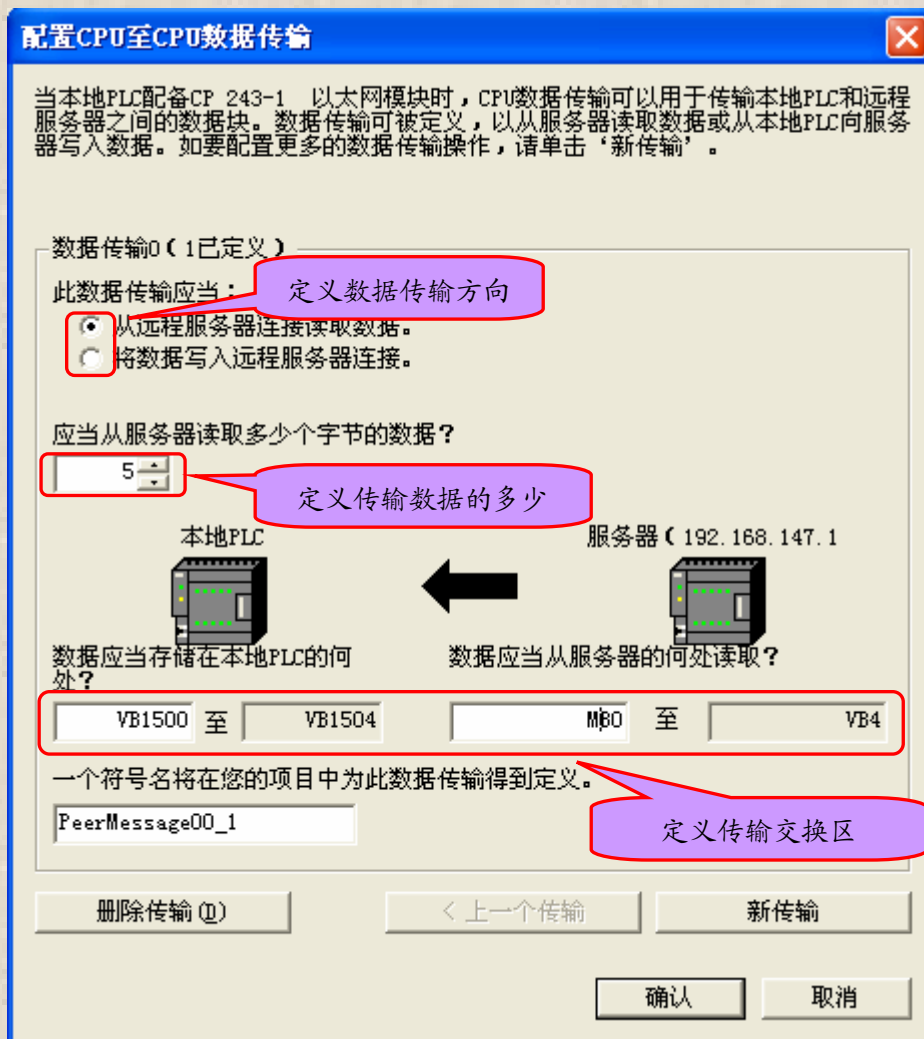 配置CPU至CPU数据传输
当本地PLC配备CP 243-1 以太网模块时，CPU数据传输可以用于传输本地PLC和远程
服务器之间的数据块。数据传输可被定义，以从服务器读取数据或从本地PLC向服务
器写入数据。如要配置更多的数据传输操作，请单击‘新传输’。
数据传输0（1已定义）
此数据传输应当：
定义数据传输方向
从远程服务器连接读取数据。
将数据写入远程服务器连接。
应当从服务器读取多少个字节的数据？
5
定义传输数据的多少
本地PLC 服务器（192.168.147.1
数据应当存储在本地PLC的何 数据应当从服务器的何处读取？
处？
VB1500 至 VB1504 MB0 至 VB4
一个符号名将在您的项目中为此数据传输得到定义。
PeerMessage00_1
定义传输交换区
删除传输(D) < 上一个传输 新传输
确认 取消